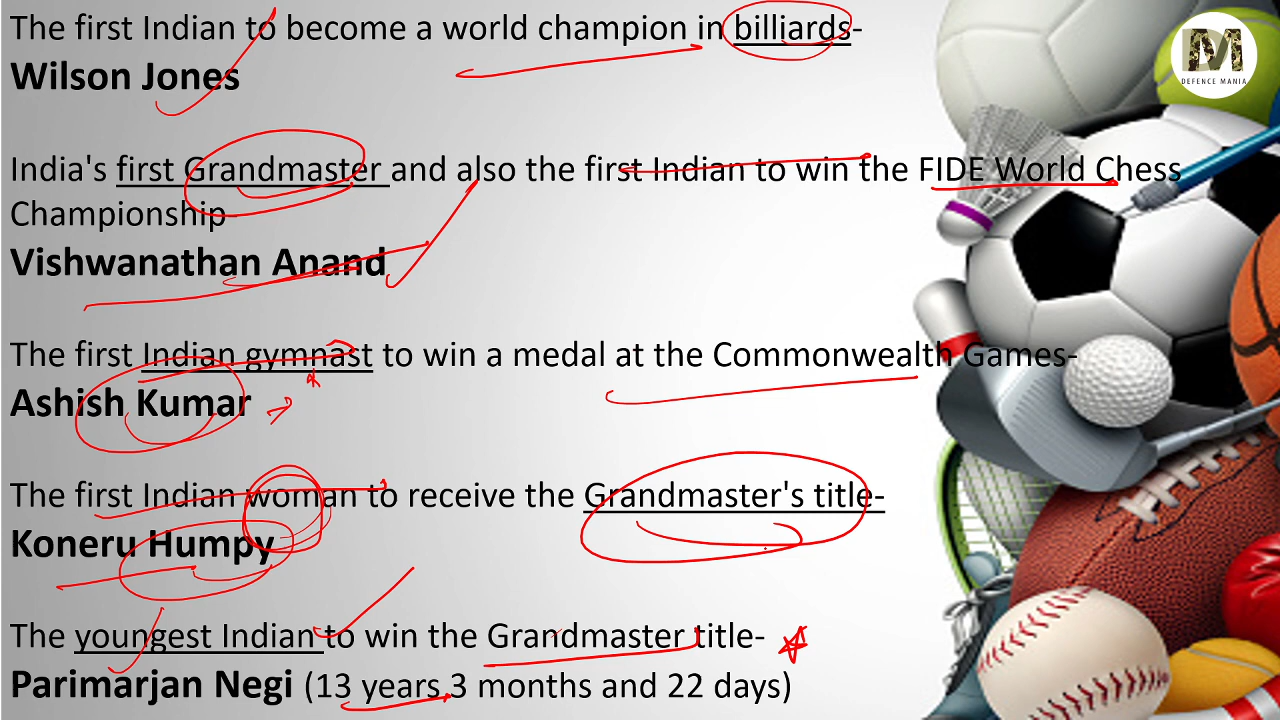 The first Indian to become a world champion in billiards-
Wilson Jones
India's first Grandmaster and also the first Indian to win the FIDE World Chess
Championship-
Vishwanathan Anand
The first Indian gymnast to win a medal at the Commonwealth Games-
Ashish Kumar
The first Indian woman to receive the Grandmaster's title-
Koneru Humpy
The youngest Indian to win the Grandmaster title-
Parimarjan Negi (13 years,3 months and 22 days)
DM
DEFENCE MANIA